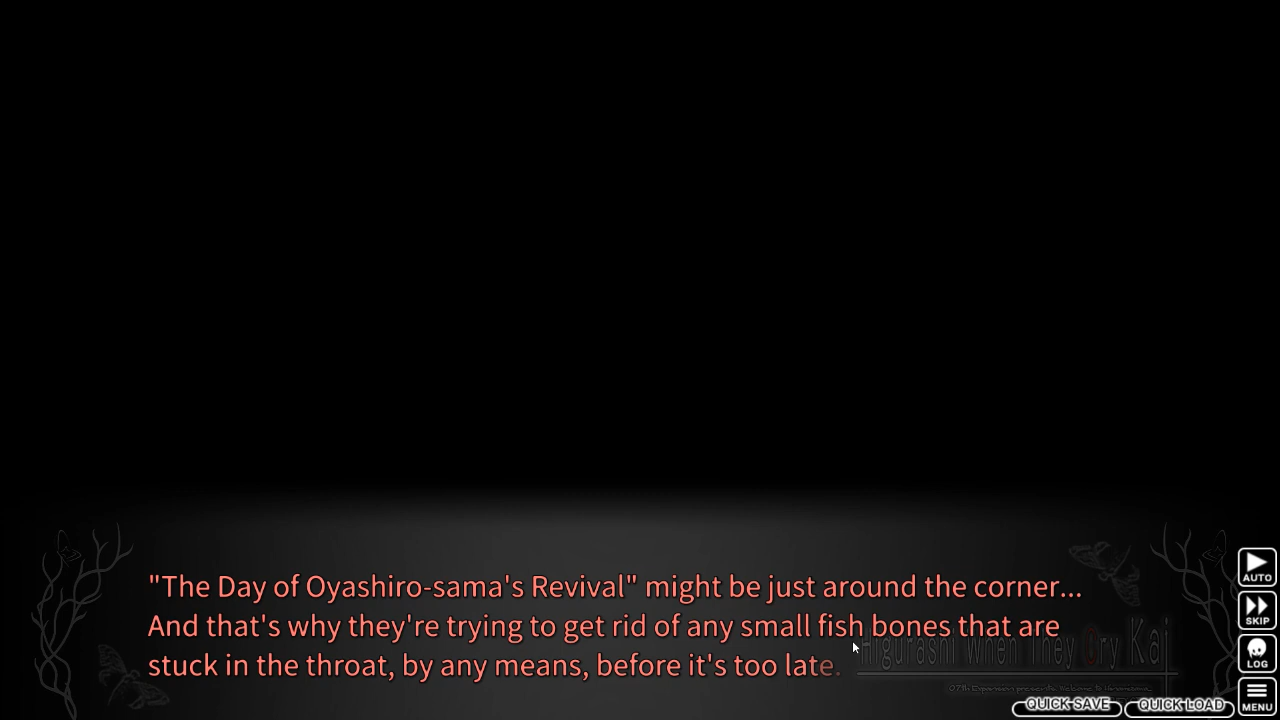 "The Day of Oyashiro-sama's Revival" might be just around the corner...
And that's why they're trying to get rid of any small fish bones that are
stuck in the throat, by any means, before it's too late.
Higurashi When They Cry Kai
AUTO
SKIP
LOG
MENU
QUICK SAVE
QUICK LOAD